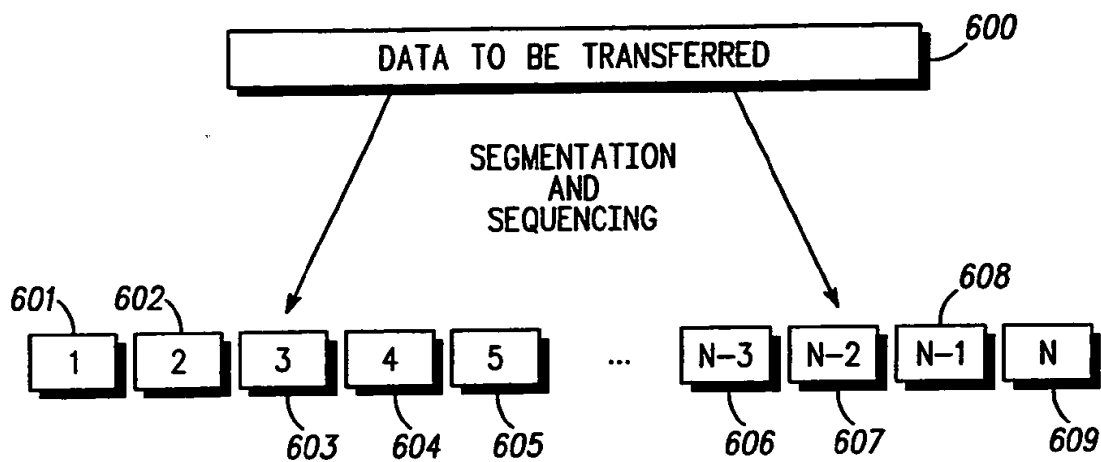 600
DATA TO BE TRANSFERRED
SEGMENTATION
AND
SEQUENCING
601 602 608
1 2 3 4 5 ... N-3 N-2 N-1 N
603 604 605 606 607 609